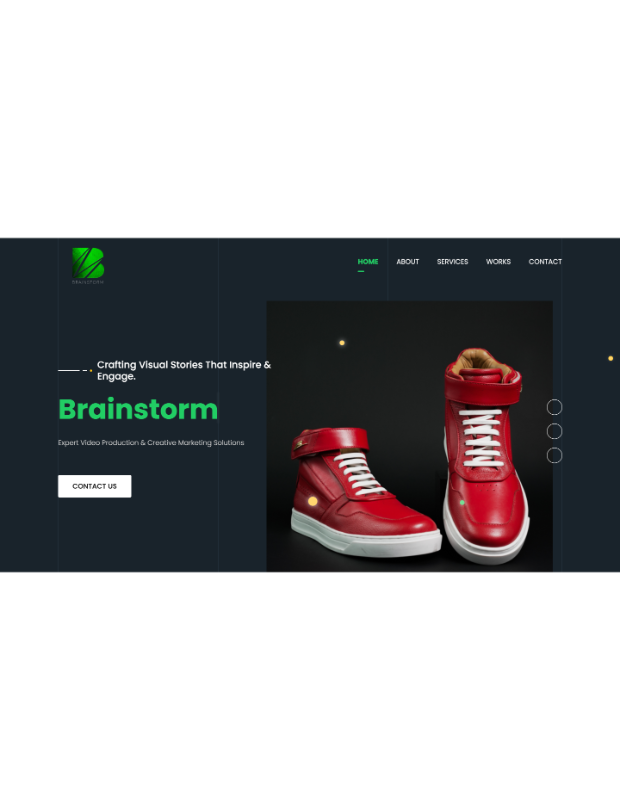 BRAINSTORM
HOME ABOUT SERVICES WORKS CONTACT
Crafting Visual Stories That Inspire &
Engage.
Brainstorm
Expert Video Production & Creative Marketing Solutions
CONTACT US